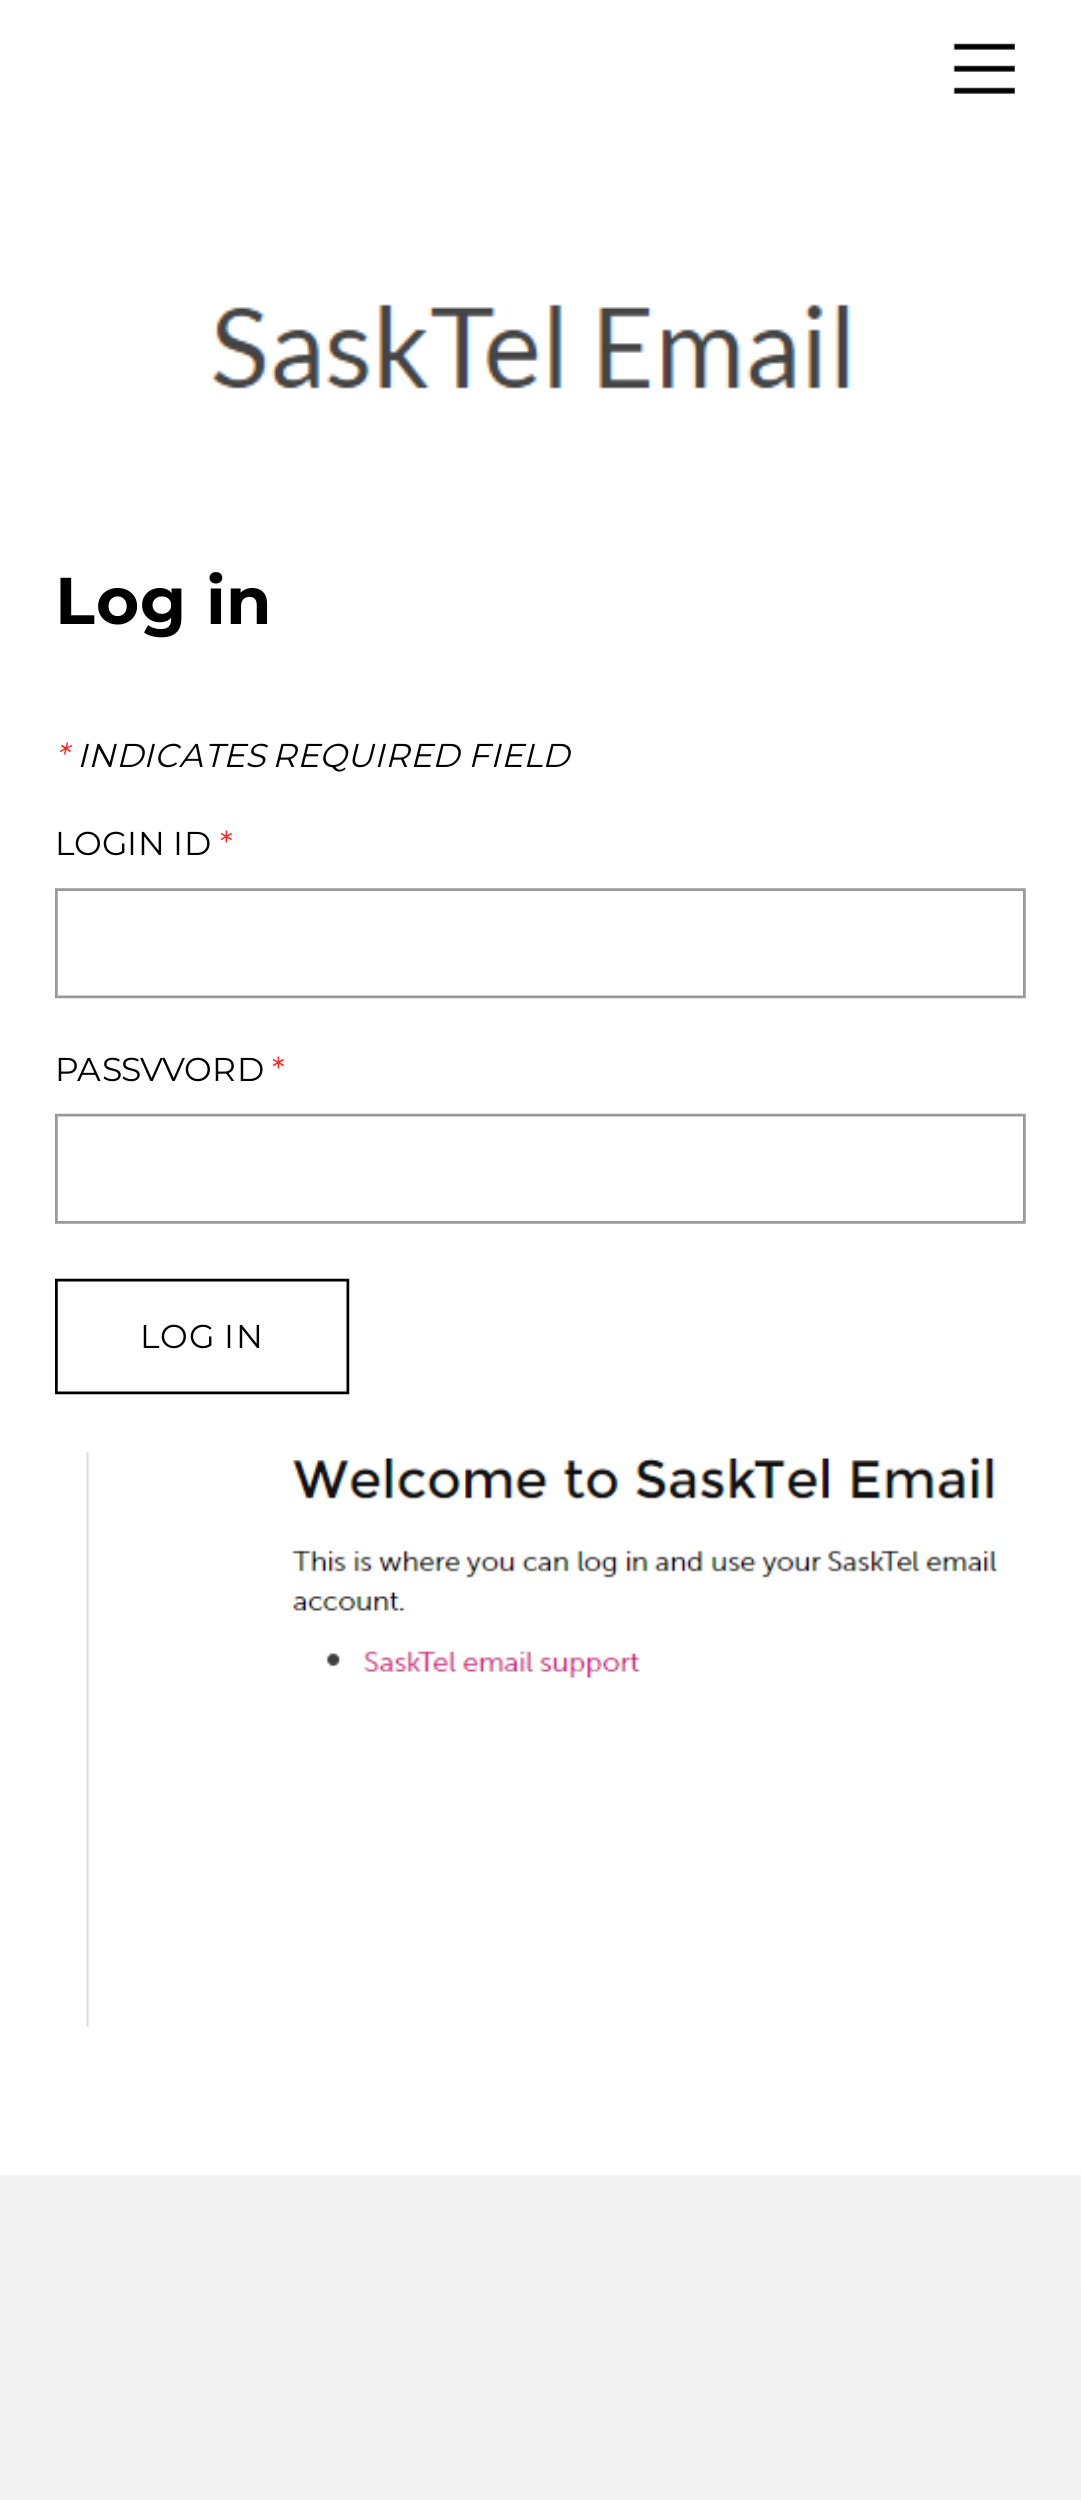 SaskTel Email
Log in
* INDICATES REQUIRED FIELD
LOGIN ID *
PASSWORD *
LOG IN
Welcome to SaskTel Email
This is where you can log in and use your SaskTel email
account.
• SaskTel email support